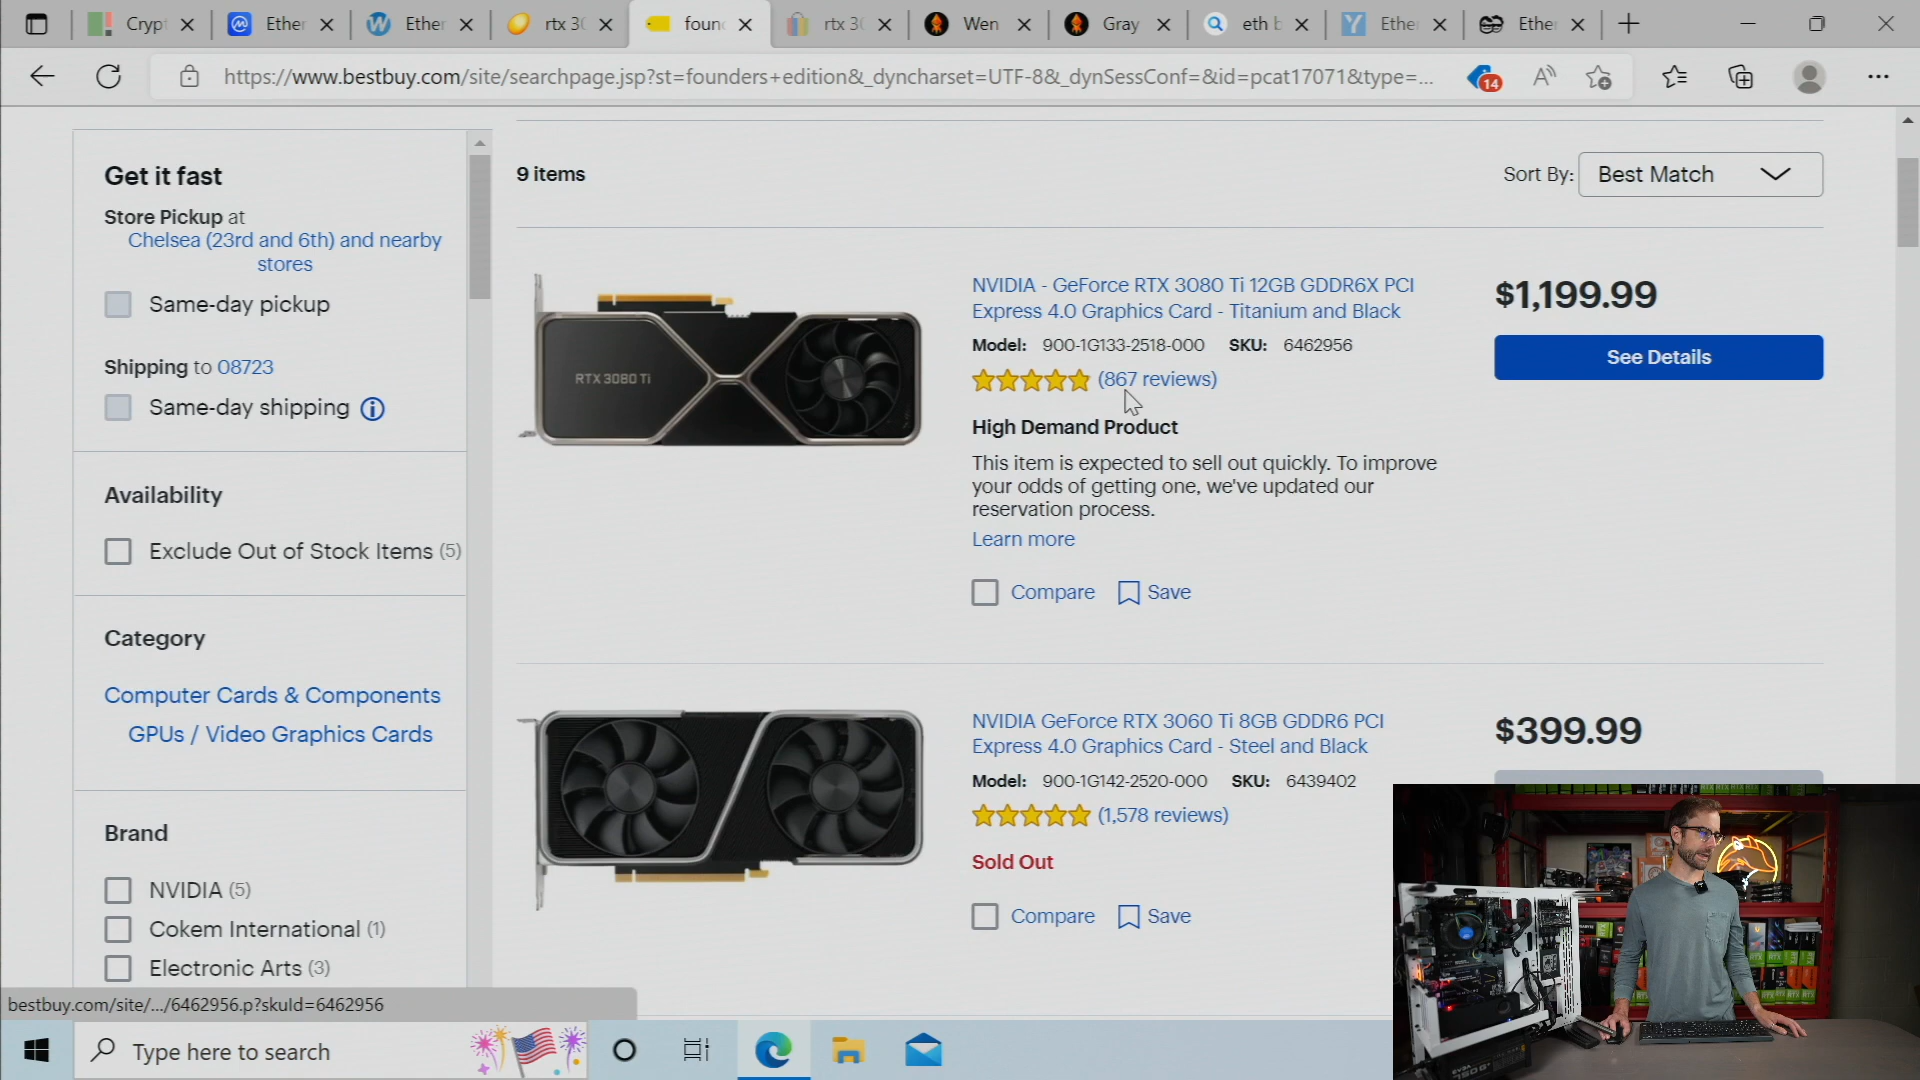 Crypt
Ether
Ether
rtx 30
foun
rtx 30
Wen
Gray
eth b
Ether
Ether
https://www.bestbuy.com/site/searchpage.jsp?st=founders+edition&_dyncharset=UTF-8&_dynSessConf=&id=pcat17071&type=...
14
Get it fast
Store Pickup at
Chelsea (23rd and 6th) and nearby
stores
Same-day pickup
Shipping to 08723
Same-day shipping
Availability
Exclude Out of Stock Items (5)
Category
Computer Cards & Components
GPUs / Video Graphics Cards
Brand
NVIDIA (5)
Cokem International (1)
Electronic Arts (3)
9 items
Sort By: Best Match
RTX 3080 Ti
NVIDIA - GeForce RTX 3080 Ti 12GB GDDR6X PCI
Express 4.0 Graphics Card - Titanium and Black
Model: 900-1G133-2518-000 SKU: 6462956
(867 reviews)
High Demand Product
This item is expected to sell out quickly. To improve
your odds of getting one, we've updated our
reservation process.
Learn more
Compare
Save
$1,199.99
See Details
NVIDIA GeForce RTX 3060 Ti 8GB GDDR6 PCI
Express 4.0 Graphics Card - Steel and Black
Model: 900-1G142-2520-000 SKU: 6439402
(1,578 reviews)
Sold Out
Compare
Save
$399.99
bestbuy.com/site/.../6462956.p?skuId=6462956
Type here to search